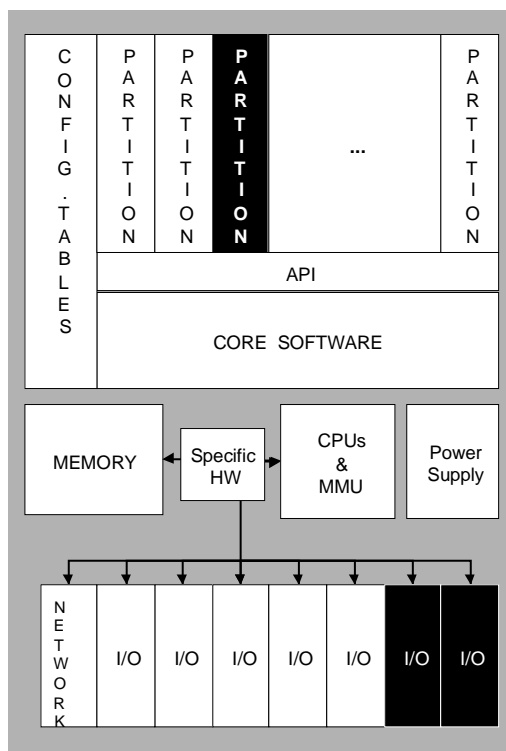 CONFIG.TABLES
PARTITION
PARTITION
PARTITION
...
PARTITION
API
CORE SOFTWARE
MEMORY
Specific
HW
CPUs
&
MMU
Power
Supply
NETWORK
I/O
I/O
I/O
I/O
I/O
I/O
I/O